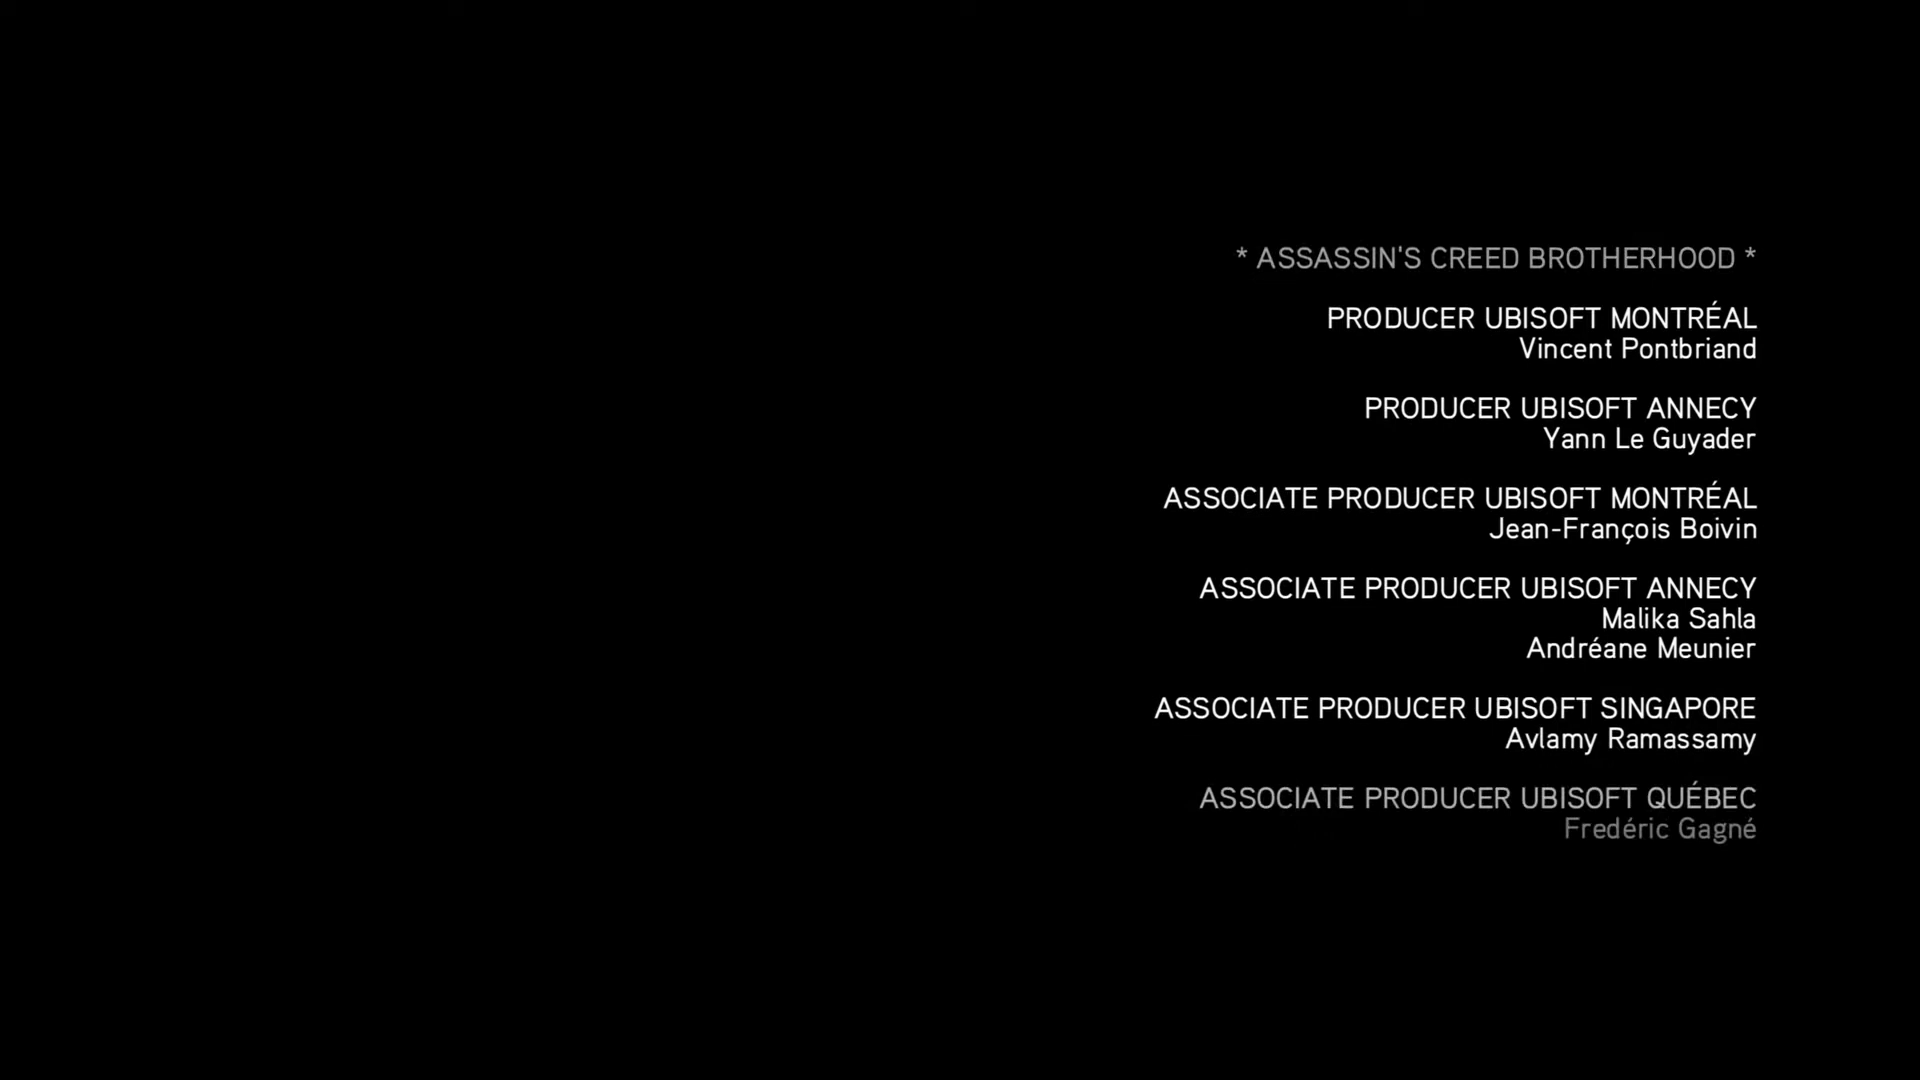 * ASSASSIN'S CREED BROTHERHOOD *
PRODUCER UBISOFT MONTRÉAL
Vincent Pontbriand
PRODUCER UBISOFT ANNECY
Yann Le Guyader
ASSOCIATE PRODUCER UBISOFT MONTRÉAL
Jean-François Boivin
ASSOCIATE PRODUCER UBISOFT ANNECY
Malika Sahla
Andréane Meunier
ASSOCIATE PRODUCER UBISOFT SINGAPORE
Avlamy Ramassamy
ASSOCIATE PRODUCER UBISOFT QUÉBEC
Fredéric Gagné